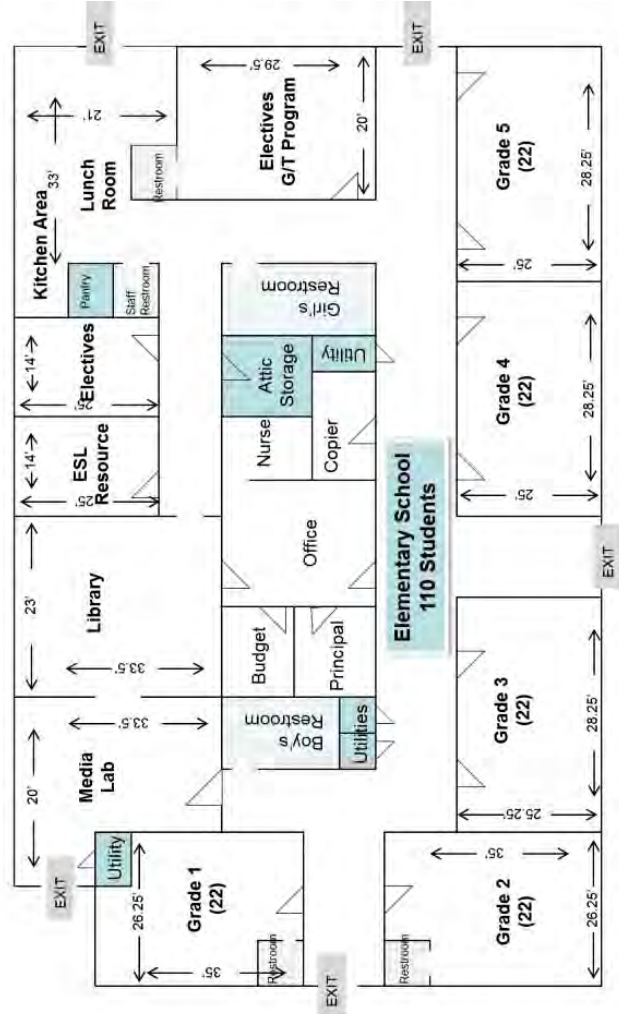 EXIT
EXIT
21'
33'
Kitchen Area
Lunch
Room
Restroom
29.5'
20'
Electives
G/T Program
Pantry
Staff
Restroom
14'
25'
Electives
14'
25'
ESL
Resource
23'
Library
33.5'
20'
Media
Lab
33.5'
Utility
EXIT
Girl's
Restroom
Attic
Storage
Utility
Nurse
Copier
Office
Budget
Principal
Boy's
Restroom
Utilities
Elementary School
110 Students
26.25'
Grade 1
(22)
35'
Restroom
EXIT
Restroom
Grade 2
(22)
35'
26.25'
Grade 3
(22)
25.25'
28.25'
EXIT
Grade 4
(22)
25'
28.25'
Grade 5
(22)
25'
28.25'